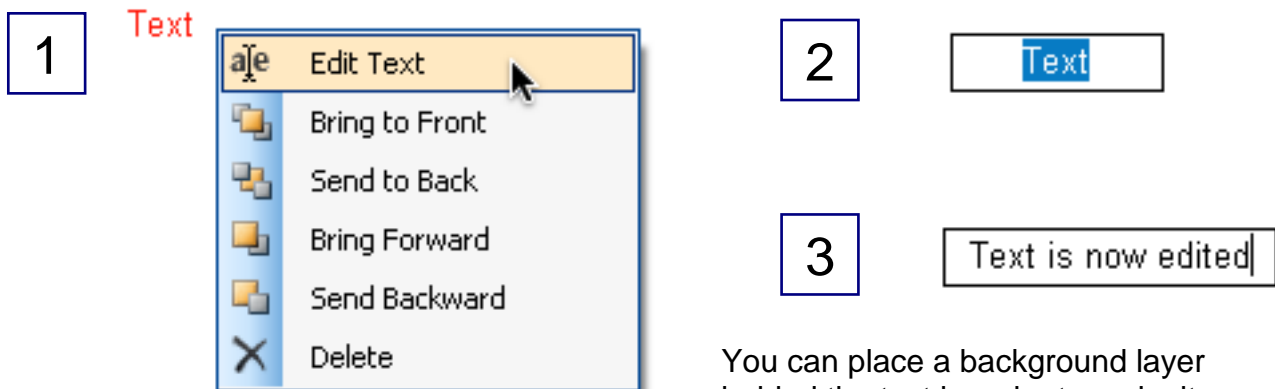 1
Text
aIe Edit Text
Bring to Front
Send to Back
Bring Forward
Send Backward
Delete
2
Text
3
Text is now edited
You can place a background layer